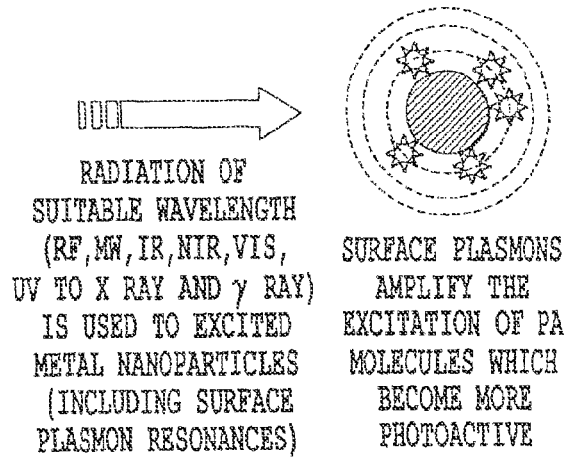 RADIATION OF
SUITABLE WAVELENGTH
(RF,MW,IR,NIR,VIS,
UV TO X RAY AND γ RAY)
IS USED TO EXCITED
METAL NANOPARTICLES
(INCLUDING SURFACE
PLASMON RESONANCES)
SURFACE PLASMONS
AMPLIFY THE
EXCITATION OF PA
MOLECULES WHICH
BECOME MORE
PHOTOACTIVE